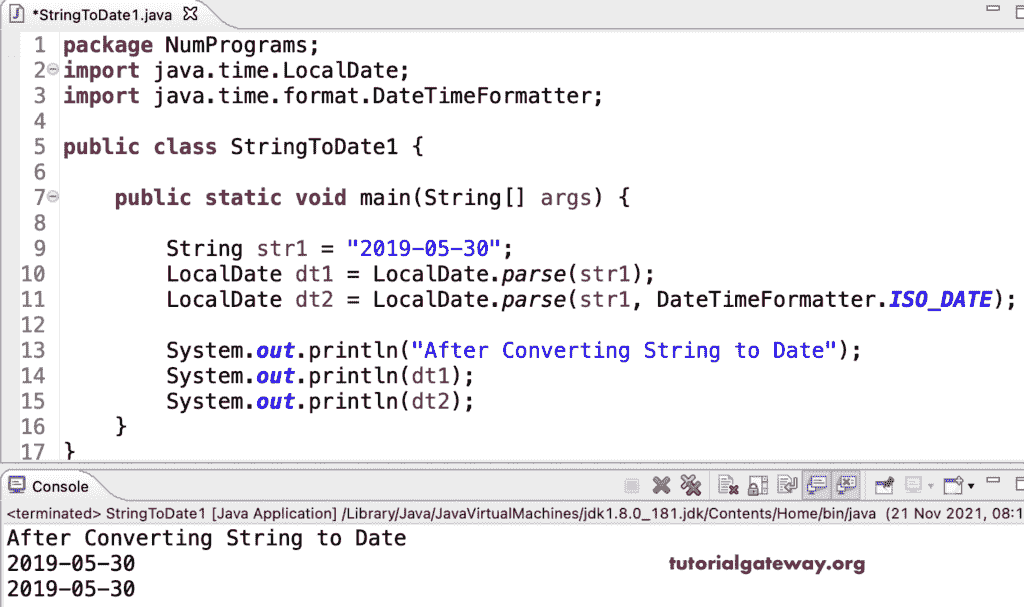 *StringToDate1.java
1 package NumPrograms;
2 import java.time.LocalDate;
3 import java.time.format.DateTimeFormatter;
4
5 public class StringToDate1 {
6
7     public static void main(String[] args) {
8
9         String str1 = "2019-05-30";
10         LocalDate dt1 = LocalDate.parse(str1);
11         LocalDate dt2 = LocalDate.parse(str1, DateTimeFormatter.ISO_DATE);
12
13         System.out.println("After Converting String to Date");
14         System.out.println(dt1);
15         System.out.println(dt2);
16     }
17 }
Console
<terminated> StringToDate1 [Java Application] /Library/Java/JavaVirtualMachines/jdk1.8.0_181.jdk/Contents/Home/bin/java (21 Nov 2021, 08:1
After Converting String to Date
2019-05-30
tutorialgateway.org
2019-05-30